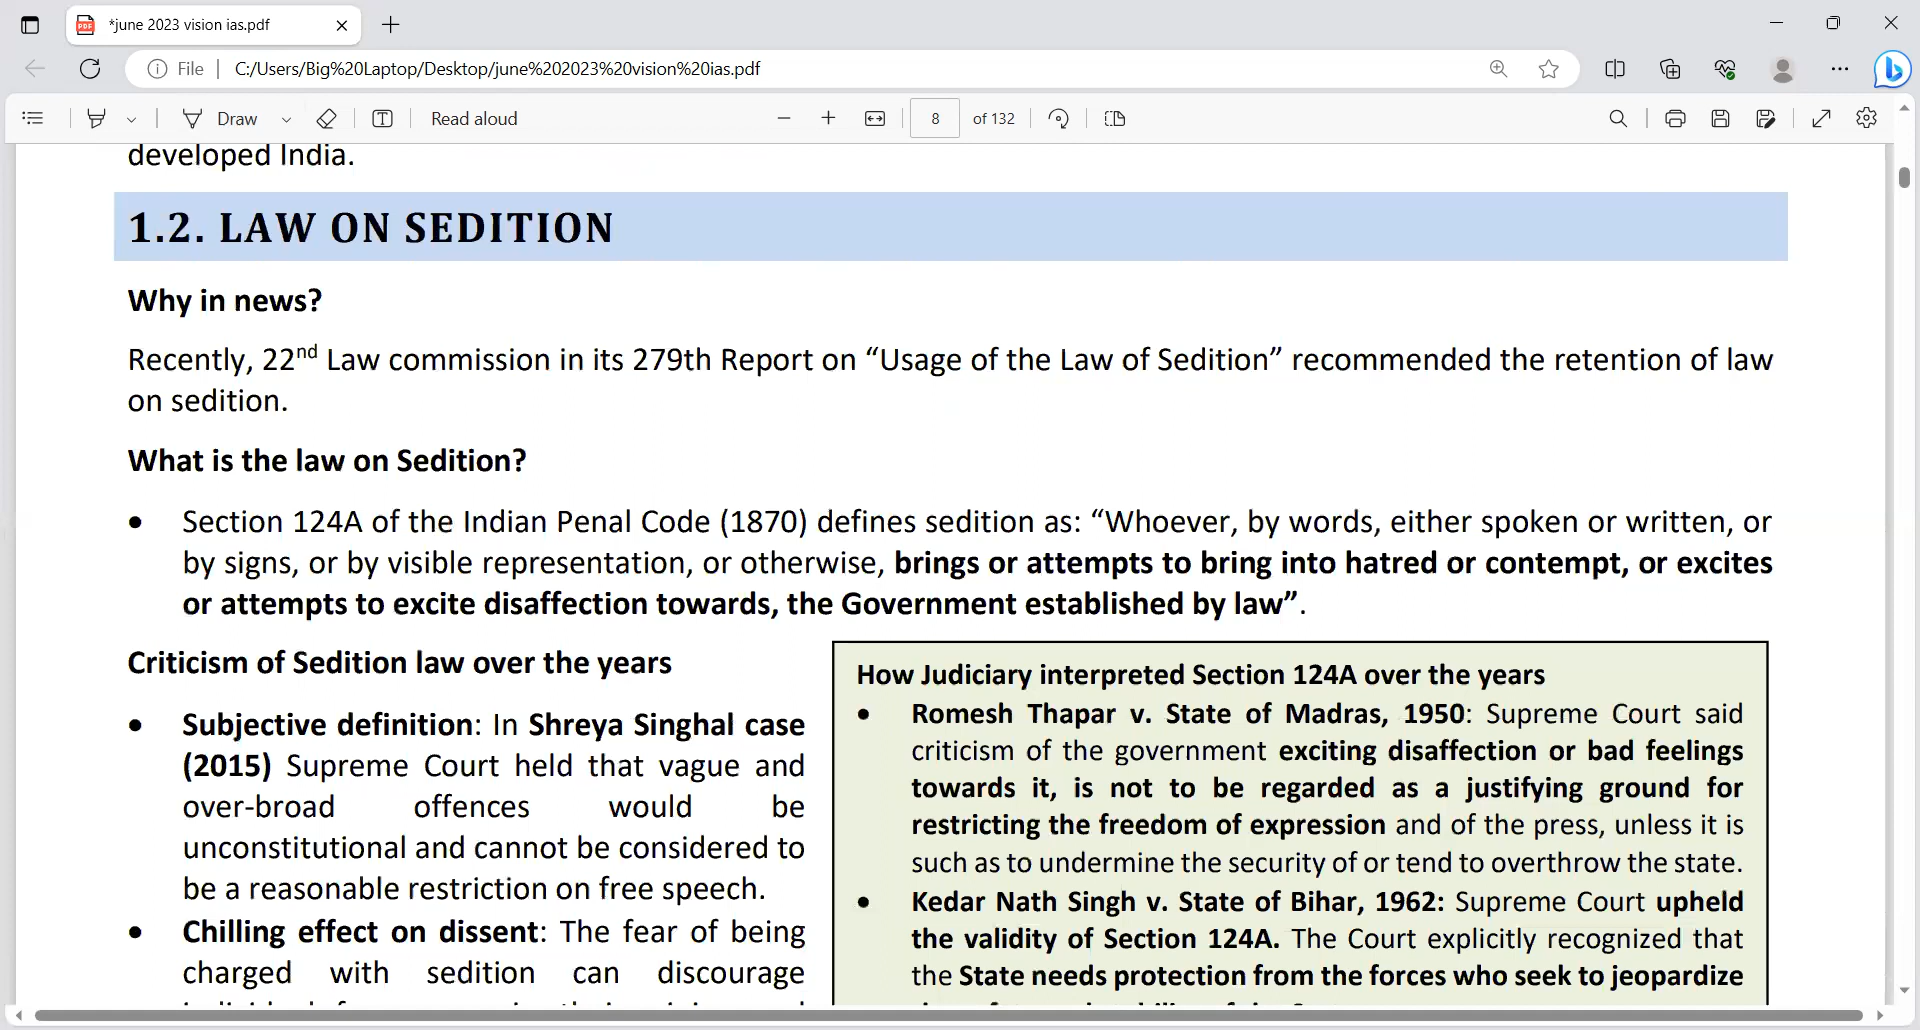 *june 2023 vision ias.pdf
File
C:/Users/Big%20Laptop/Desktop/june%202023%20vision%20ias.pdf
Draw
Read aloud
8 of 132
developed India.
1.2. LAW ON SEDITION
Why in news?
Recently, 22nd Law commission in its 279th Report on “Usage of the Law of Sedition” recommended the retention of law
on sedition.
What is the law on Sedition?
• Section 124A of the Indian Penal Code (1870) defines sedition as: “Whoever, by words, either spoken or written, or
by signs, or by visible representation, or otherwise, brings or attempts to bring into hatred or contempt, or excites
or attempts to excite disaffection towards, the Government established by law”.
Criticism of Sedition law over the years
• Subjective definition: In Shreya Singhal case
(2015) Supreme Court held that vague and
over-broad offences would be
unconstitutional and cannot be considered to
be a reasonable restriction on free speech.
• Chilling effect on dissent: The fear of being
charged with sedition can discourage
How Judiciary interpreted Section 124A over the years
• Romesh Thapar v. State of Madras, 1950: Supreme Court said
criticism of the government exciting disaffection or bad feelings
towards it, is not to be regarded as a justifying ground for
restricting the freedom of expression and of the press, unless it is
such as to undermine the security of or tend to overthrow the state.
• Kedar Nath Singh v. State of Bihar, 1962: Supreme Court upheld
the validity of Section 124A. The Court explicitly recognized that
the State needs protection from the forces who seek to jeopardize